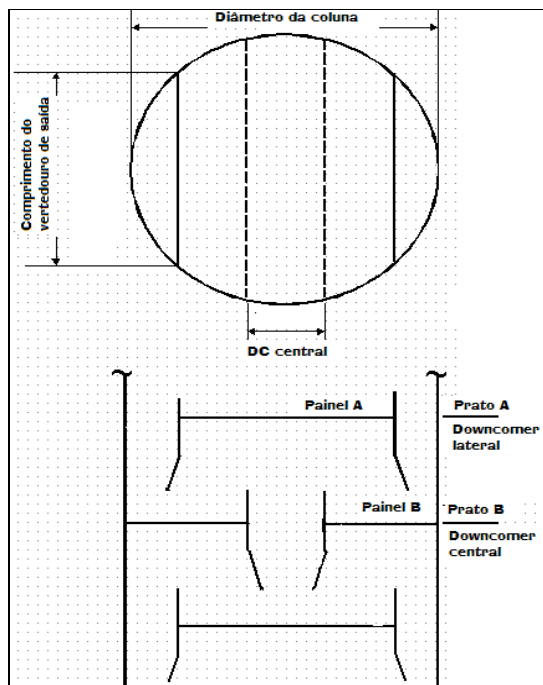 Diâmetro da coluna
Comprimento do
vertedouro de saída
DC central
Painel A
Prato A
Downcomer
lateral
Painel B
Prato B
Downcomer
central